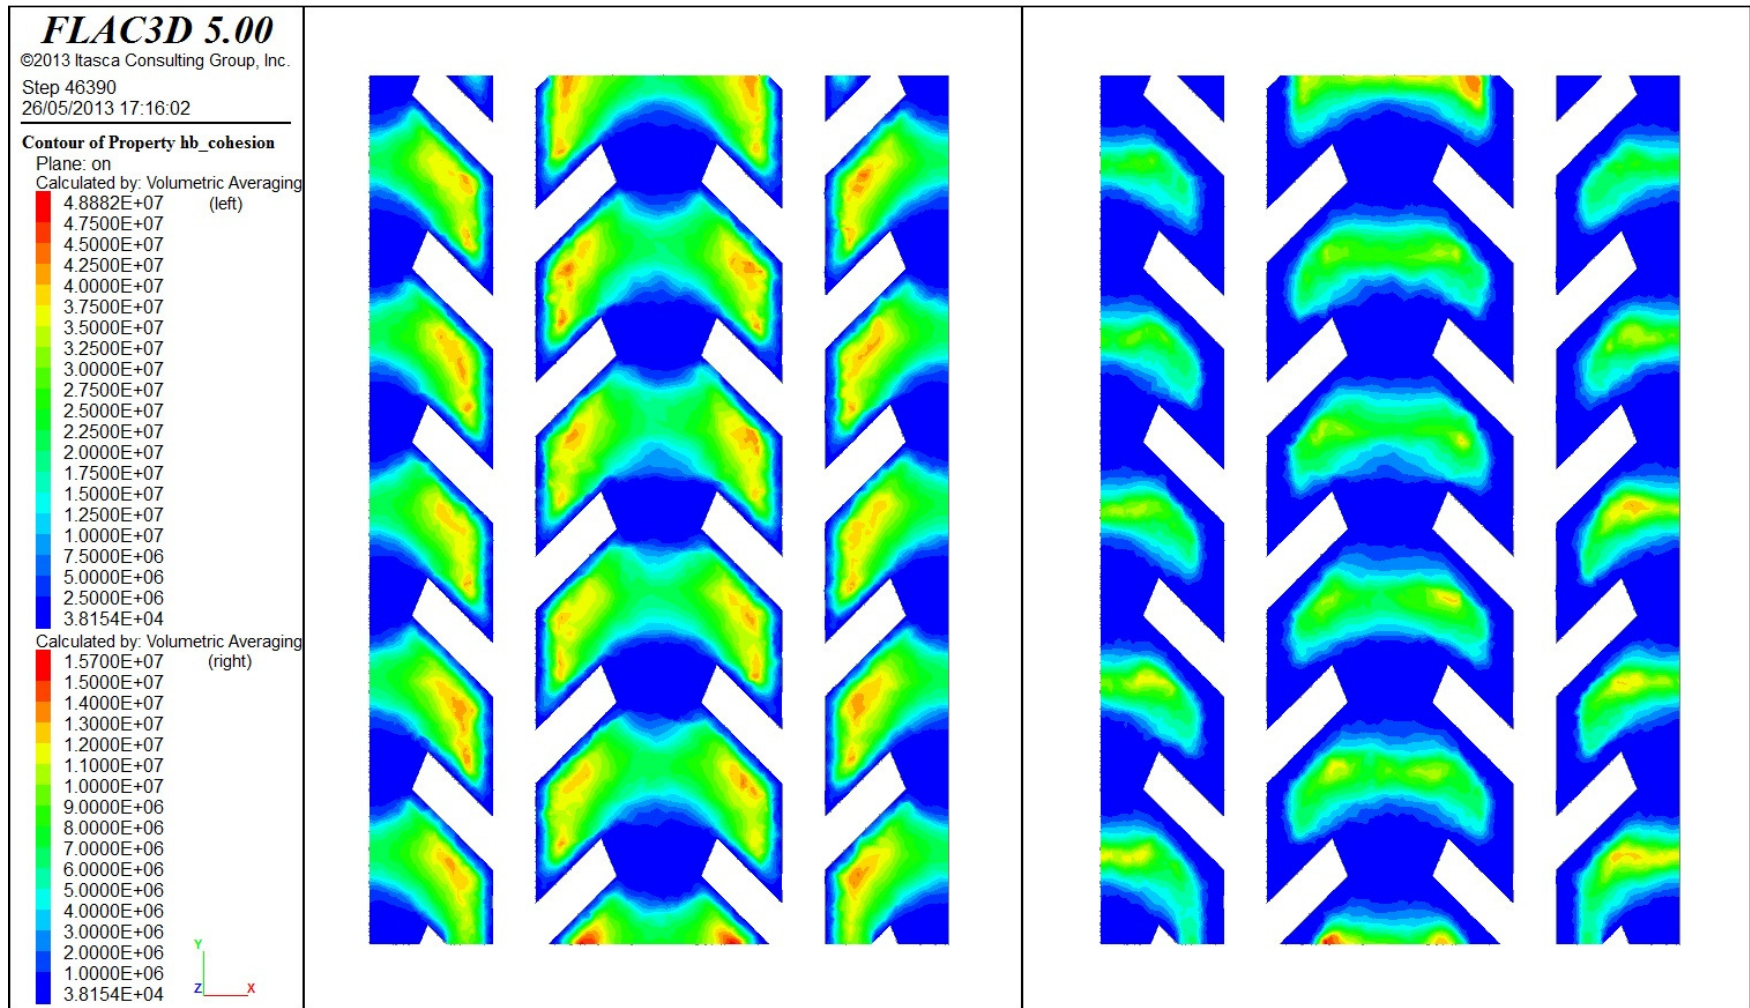 FLAC3D 5.00
©2013 Itasca Consulting Group, Inc.
Step 46390
26/05/2013 17:16:02
Contour of Property hb_cohesion
Plane: on
Calculated by: Volumetric Averaging
(left)
4.8882E+07
4.7500E+07
4.5000E+07
4.2500E+07
4.0000E+07
3.7500E+07
3.5000E+07
3.2500E+07
3.0000E+07
2.7500E+07
2.5000E+07
2.2500E+07
2.0000E+07
1.7500E+07
1.5000E+07
1.2500E+07
1.0000E+07
7.5000E+06
5.0000E+06
2.5000E+06
3.8154E+04
Calculated by: Volumetric Averaging
(right)
1.5700E+07
1.5000E+07
1.4000E+07
1.3000E+07
1.2000E+07
1.1000E+07
1.0000E+07
9.0000E+06
8.0000E+06
7.0000E+06
6.0000E+06
5.0000E+06
4.0000E+06
3.0000E+06
2.0000E+06
1.0000E+06
3.8154E+04
Y
Z X